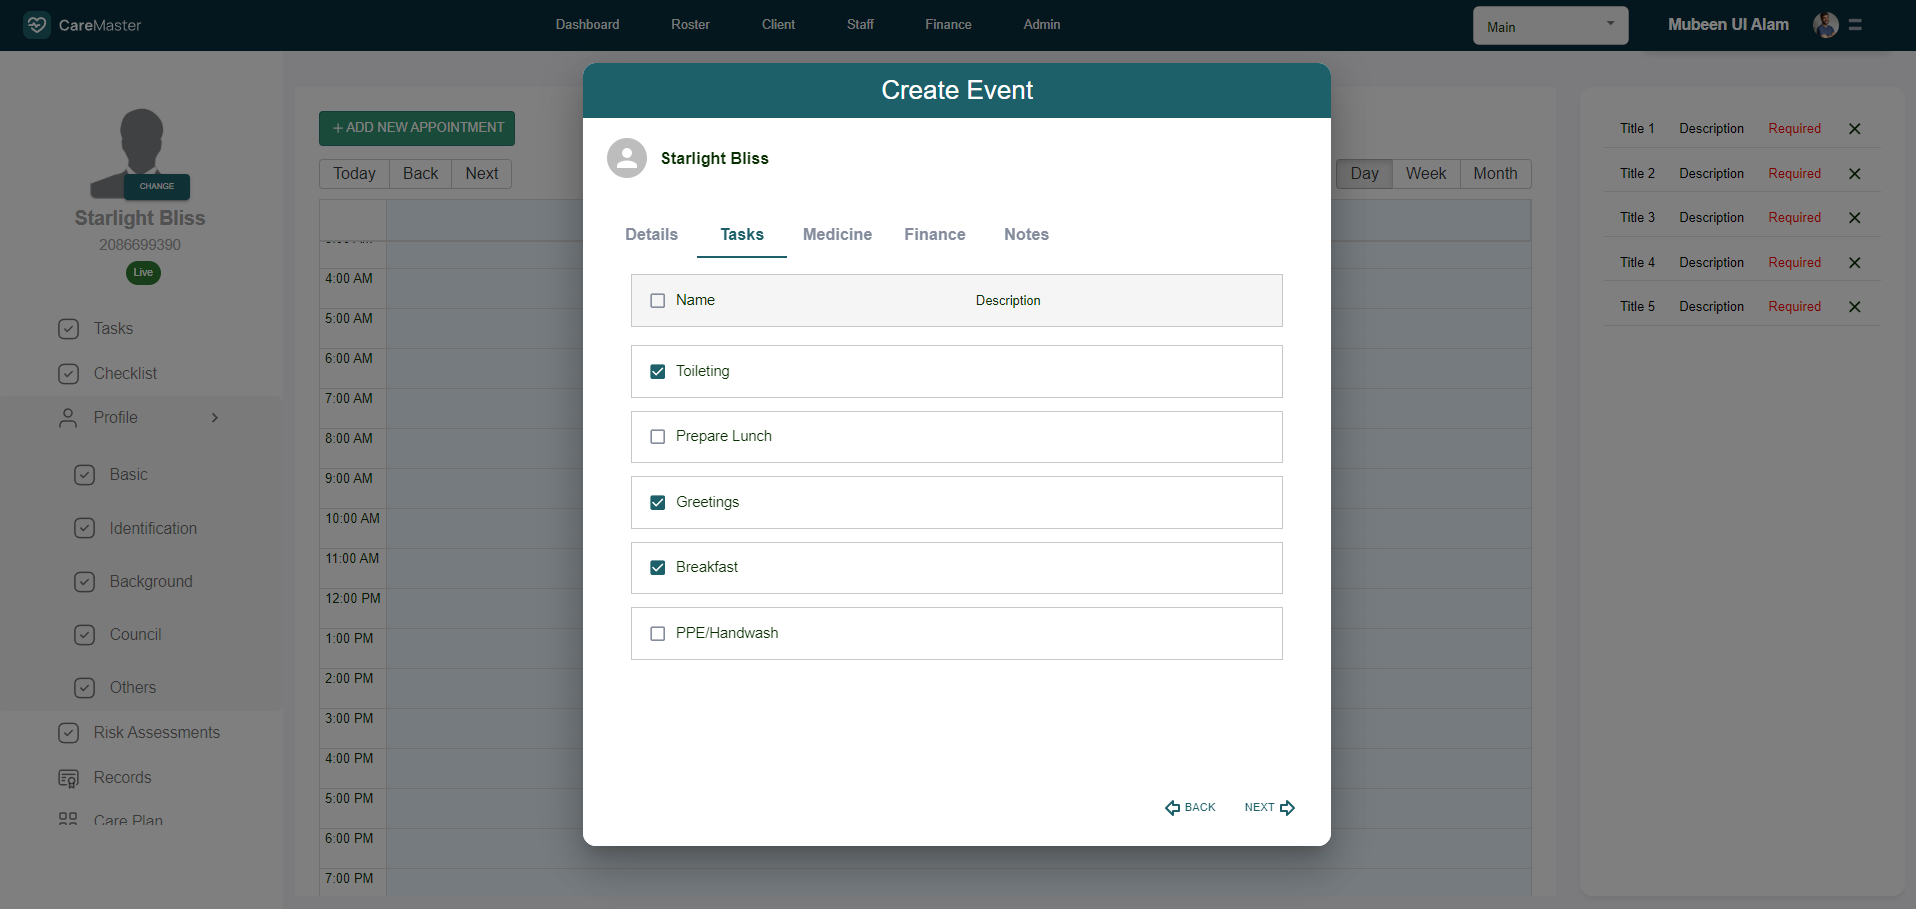 CareMaster
Dashboard
Roster
Client
Staff
Finance
Admin
Main
Mubeen Ul Alam
CHANGE
Starlight Bliss
2086699390
Live
Tasks
Checklist
Profile
Basic
Identification
Background
Council
Others
Risk Assessments
Records
Care Plan
+ ADD NEW APPOINTMENT
Today
Back
Next
Day
Week
Month
4:00 AM
5:00 AM
6:00 AM
7:00 AM
8:00 AM
9:00 AM
10:00 AM
11:00 AM
12:00 PM
1:00 PM
2:00 PM
3:00 PM
4:00 PM
5:00 PM
6:00 PM
7:00 PM
Create Event
Starlight Bliss
Details
Tasks
Medicine
Finance
Notes
Name
Description
Toileting
Prepare Lunch
Greetings
Breakfast
PPE/Handwash
BACK
NEXT
Title 1 Description Required
Title 2 Description Required
Title 3 Description Required
Title 4 Description Required
Title 5 Description Required